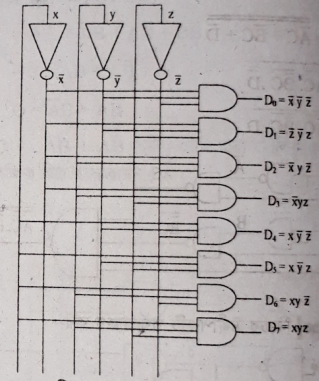 x y z
x̄ ȳ z̄
D₀ = x̄ ȳ z̄
D₁ = z̄ ȳ z
D₂ = x̄ y z̄
D₃ = x̄yz
D₄ = x ȳ z̄
D₅ = x ȳ z
D₆ = xy z̄
D₇ = xyz